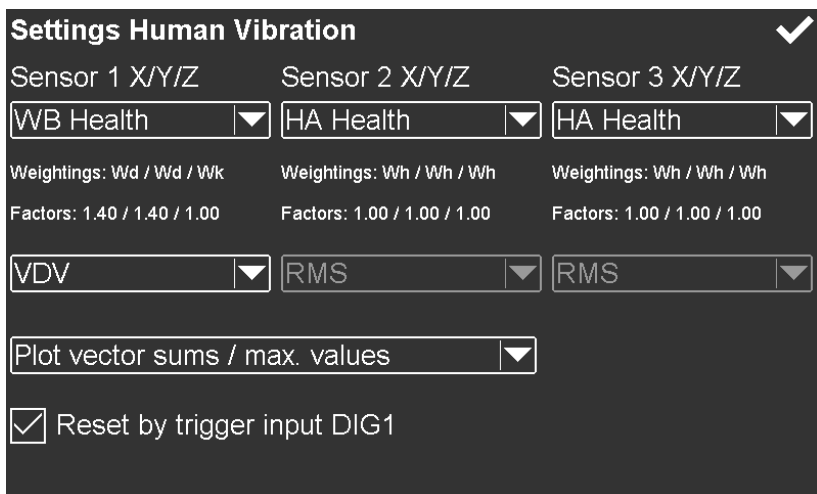 Settings Human Vibration
Sensor 1 X/Y/Z Sensor 2 X/Y/Z Sensor 3 X/Y/Z
WB Health HA Health HA Health
Weightings: Wd / Wd / Wk Weightings: Wh / Wh / Wh Weightings: Wh / Wh / Wh
Factors: 1.40 / 1.40 / 1.00 Factors: 1.00 / 1.00 / 1.00 Factors: 1.00 / 1.00 / 1.00
VDV RMS RMS
Plot vector sums / max. values
Reset by trigger input DIG1